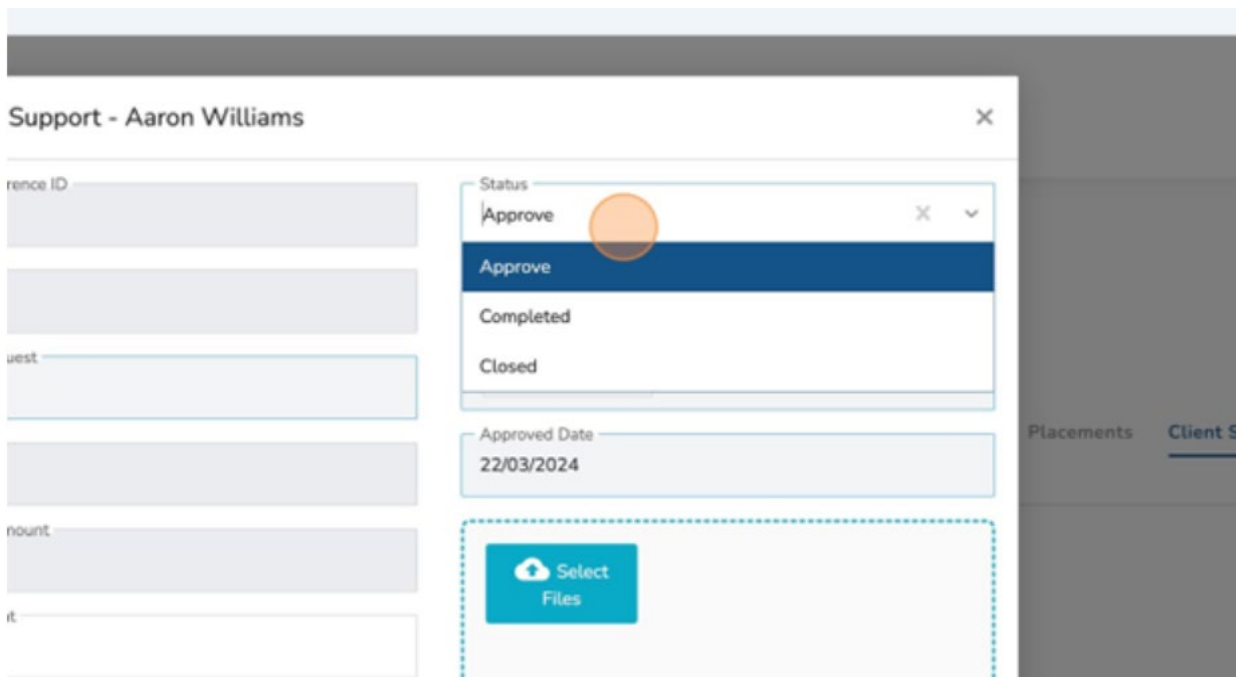 Support - Aaron Williams
rence ID
Status
Approve
Approve
Completed
uest
Closed
Approved Date
22/03/2024
Placements
Client S
mount
Select
Files